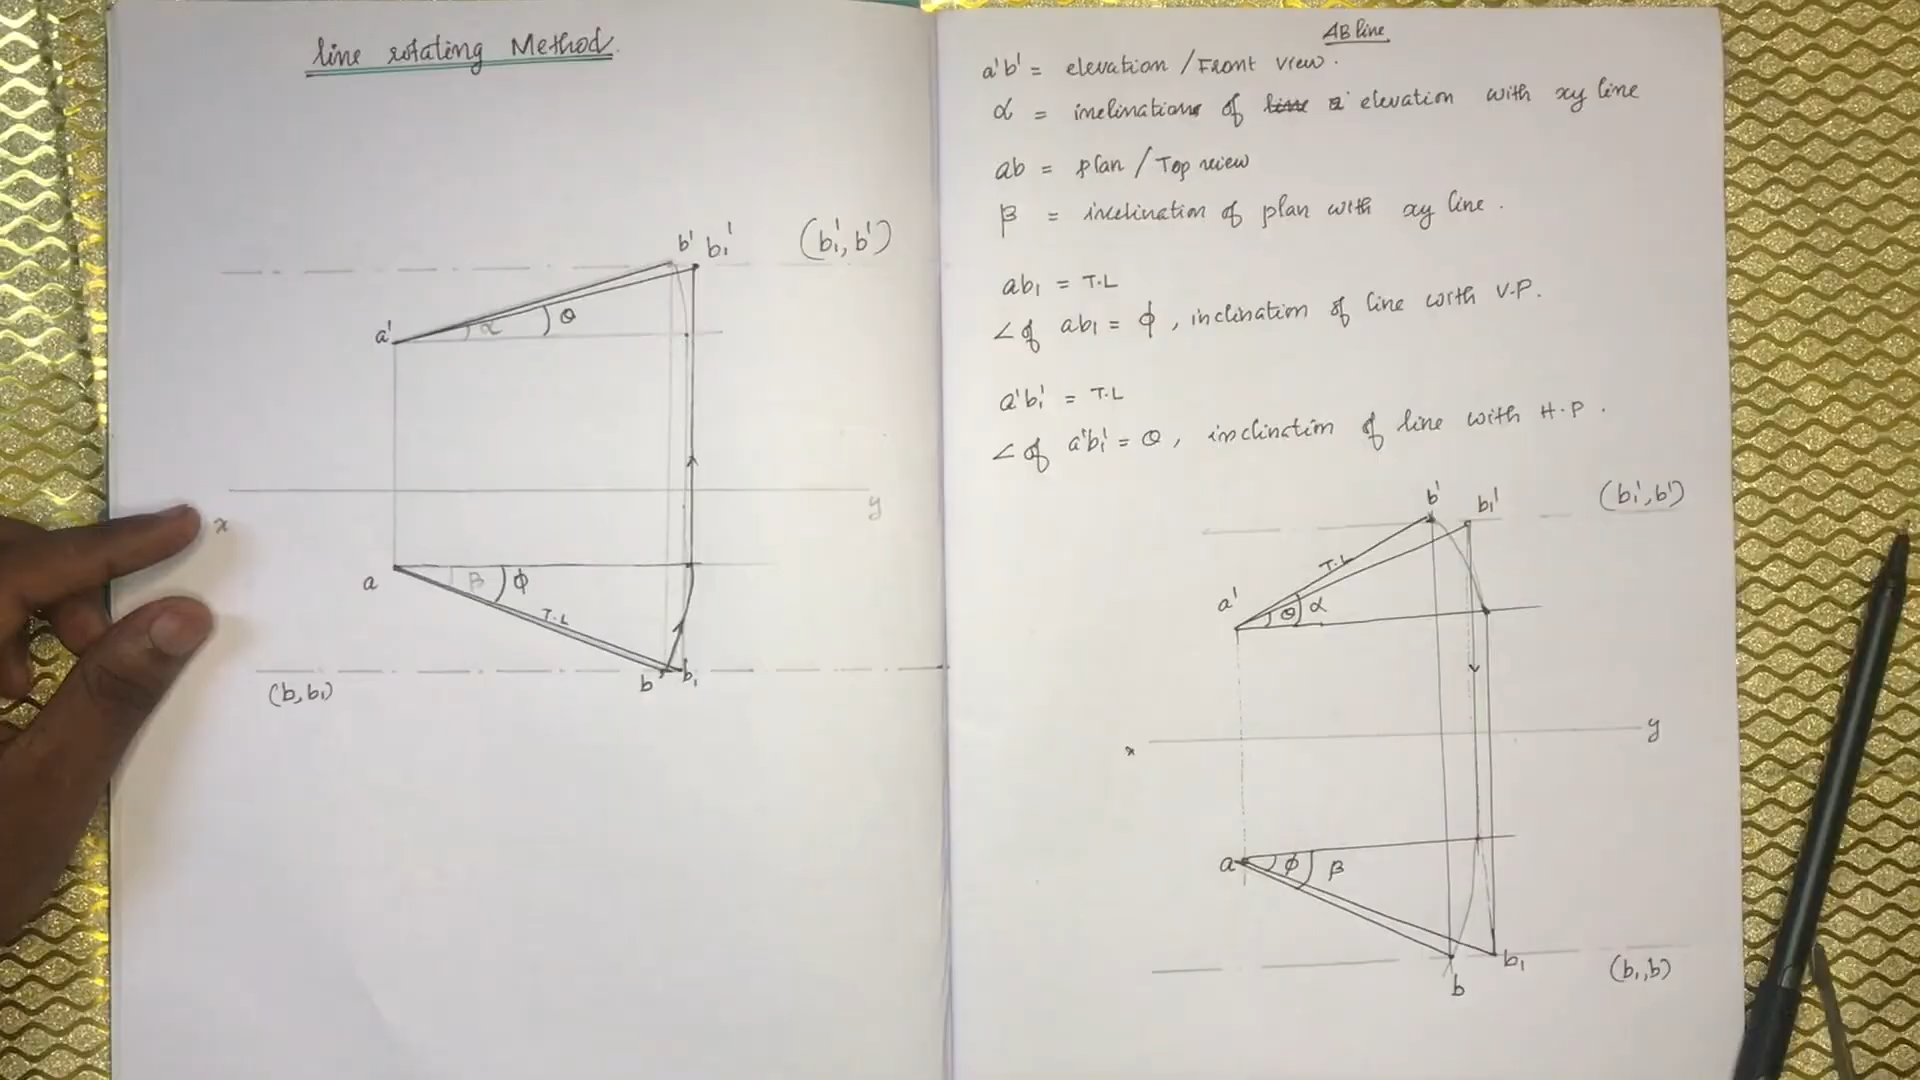 line rotating Method.
b' b₁' (b₁', b')
a' α θ
x y
a β ϕ
T.L
b b₁
(b, b₁)
AB line
a'b' = elevation / Front view.
α = inclinations of line a' elevation with xy line
ab = plan / Top view
β = inclination of plan with xy line.
ab₁ = T.L
∠ of ab₁ = ϕ, inclination of line with V.P.
a'b₁' = T.L
∠ of a'b₁' = θ, inclination of line with H.P.
b' b₁' (b₁', b')
T.L
a' θ α
x y
a ϕ β
b₁ (b₁, b)
b